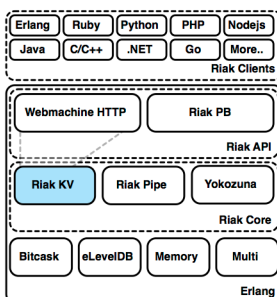 Erlang Ruby Python PHP Nodejs
Java C/C++ .NET Go More..
Riak Clients
Webmachine HTTP Riak PB
Riak API
Riak KV Riak Pipe Yokozuna
Riak Core
Bitcask eLevelDB Memory Multi
Erlang